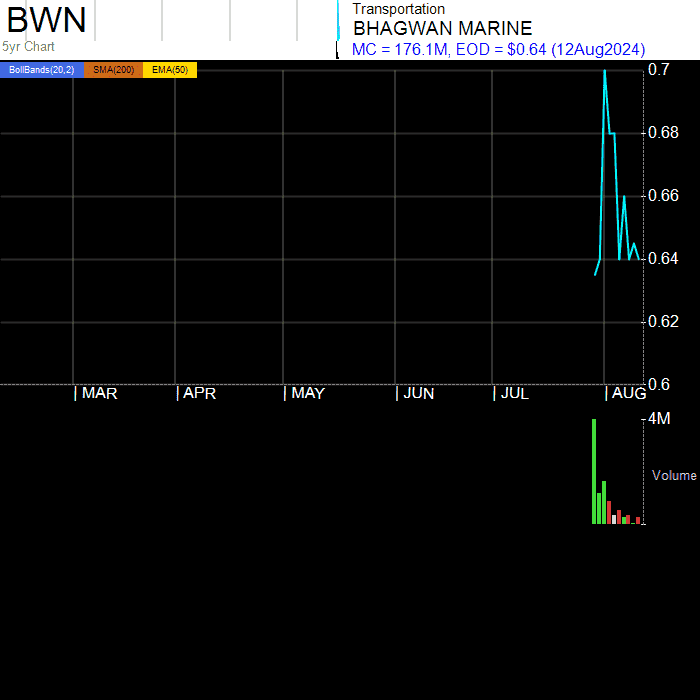 BWN
5yr Chart
Transportation
BHAGWAN MARINE
MC = 176.1M, EOD = $0.64 (12Aug2024)
BollBands(20,2) SMA(200) EMA(50)
0.7
0.68
0.66
0.64
0.62
0.6
| MAR | APR | MAY | JUN | JUL | AUG
4M
Volume